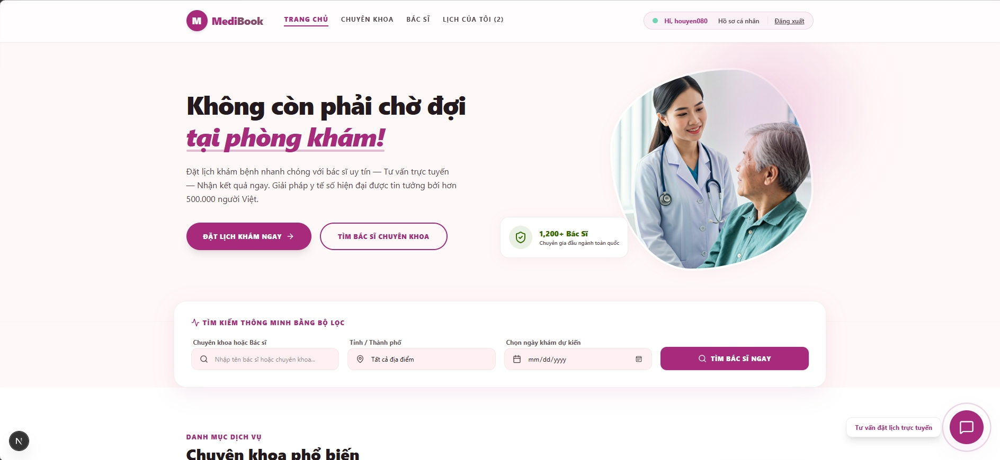 M MediBook
TRANG CHỦ
CHUYÊN KHOA
BÁC SĨ
LỊCH CỦA TÔI (2)
Hi, houyen080
Hồ sơ cá nhân
Đăng xuất
Không còn phải chờ đợi
tại phòng khám!
Đặt lịch khám bệnh nhanh chóng với bác sĩ uy tín — Tư vấn trực tuyến
— Nhận kết quả ngay. Giải pháp y tế số hiện đại được tin tưởng bởi hơn
500.000 người Việt.
ĐẶT LỊCH KHÁM NGAY
TÌM BÁC SĨ CHUYÊN KHOA
1,200+ Bác Sĩ
Chuyên gia đầu ngành toàn quốc
TÌM KIẾM THÔNG MINH BẰNG BỘ LỌC
Chuyên khoa hoặc Bác sĩ
Nhập tên bác sĩ hoặc chuyên khoa...
Tỉnh / Thành phố
Tất cả địa điểm
Chọn ngày khám dự kiến
mm/dd/yyyy
TÌM BÁC SĨ NGAY
Tư vấn đặt lịch trực tuyến
N
DANH MỤC DỊCH VỤ
Chuyên khoa phổ biến